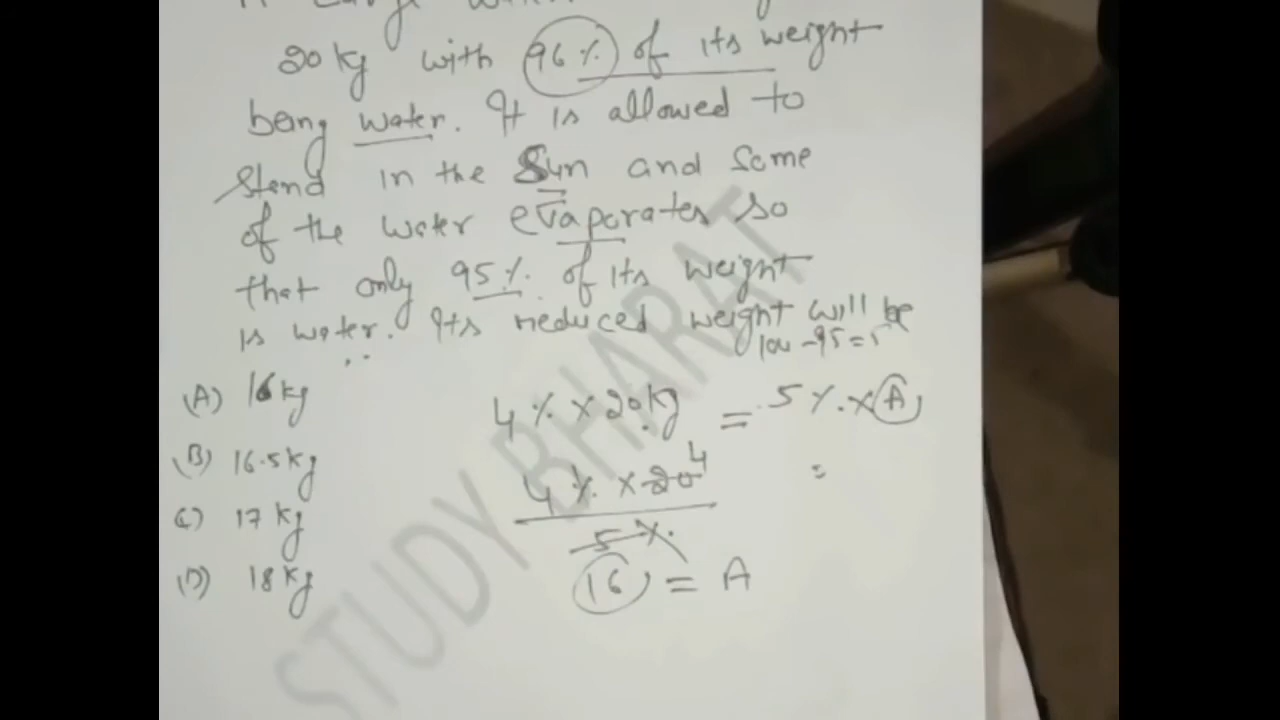 20 kg with 96% of its weight
being water. It is allowed to
stand in the Sun and Some
of the water evaporates so
that only 95% of its weight
is water. Its reduced weight will be
100 - 95 = 5
(A) 16 kg
4% × 20 kg = 5% × A
(B) 16.5 kg
4% × 20 4 =
(C) 17 kg
5%
(D) 18 kg
16 = A
STUDY BHARAT